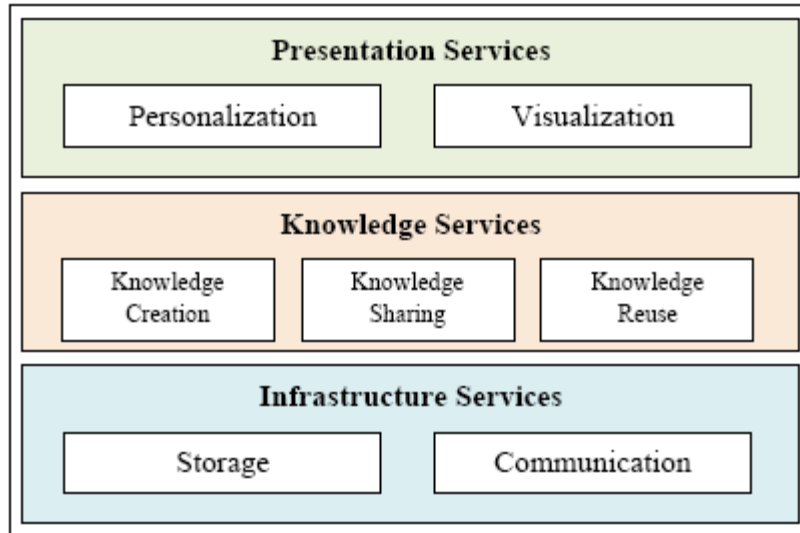 Presentation Services
Personalization
Visualization
Knowledge Services
Knowledge
Creation
Knowledge
Sharing
Knowledge
Reuse
Infrastructure Services
Storage
Communication